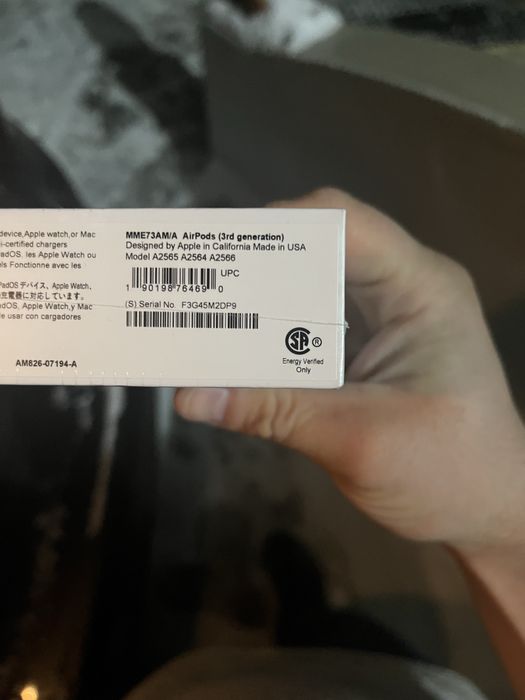 device,Apple watch,or Mac
i-certified chargers
adOS, les Apple Watch ou
els Fonctionne avec les
PadOS デバイス、Apple Watch、
充電器に対応しています。
adOS, Apple Watch,y Mac
e usar con cargadores
AM826-07194-A
MME73AM/A AirPods (3rd generation)
Designed by Apple in California Made in USA
Model A2565 A2564 A2566
UPC
1 90198 76469 0
(S) Serial No. F3G45M2DP9
SA ®
Energy Verified
Only